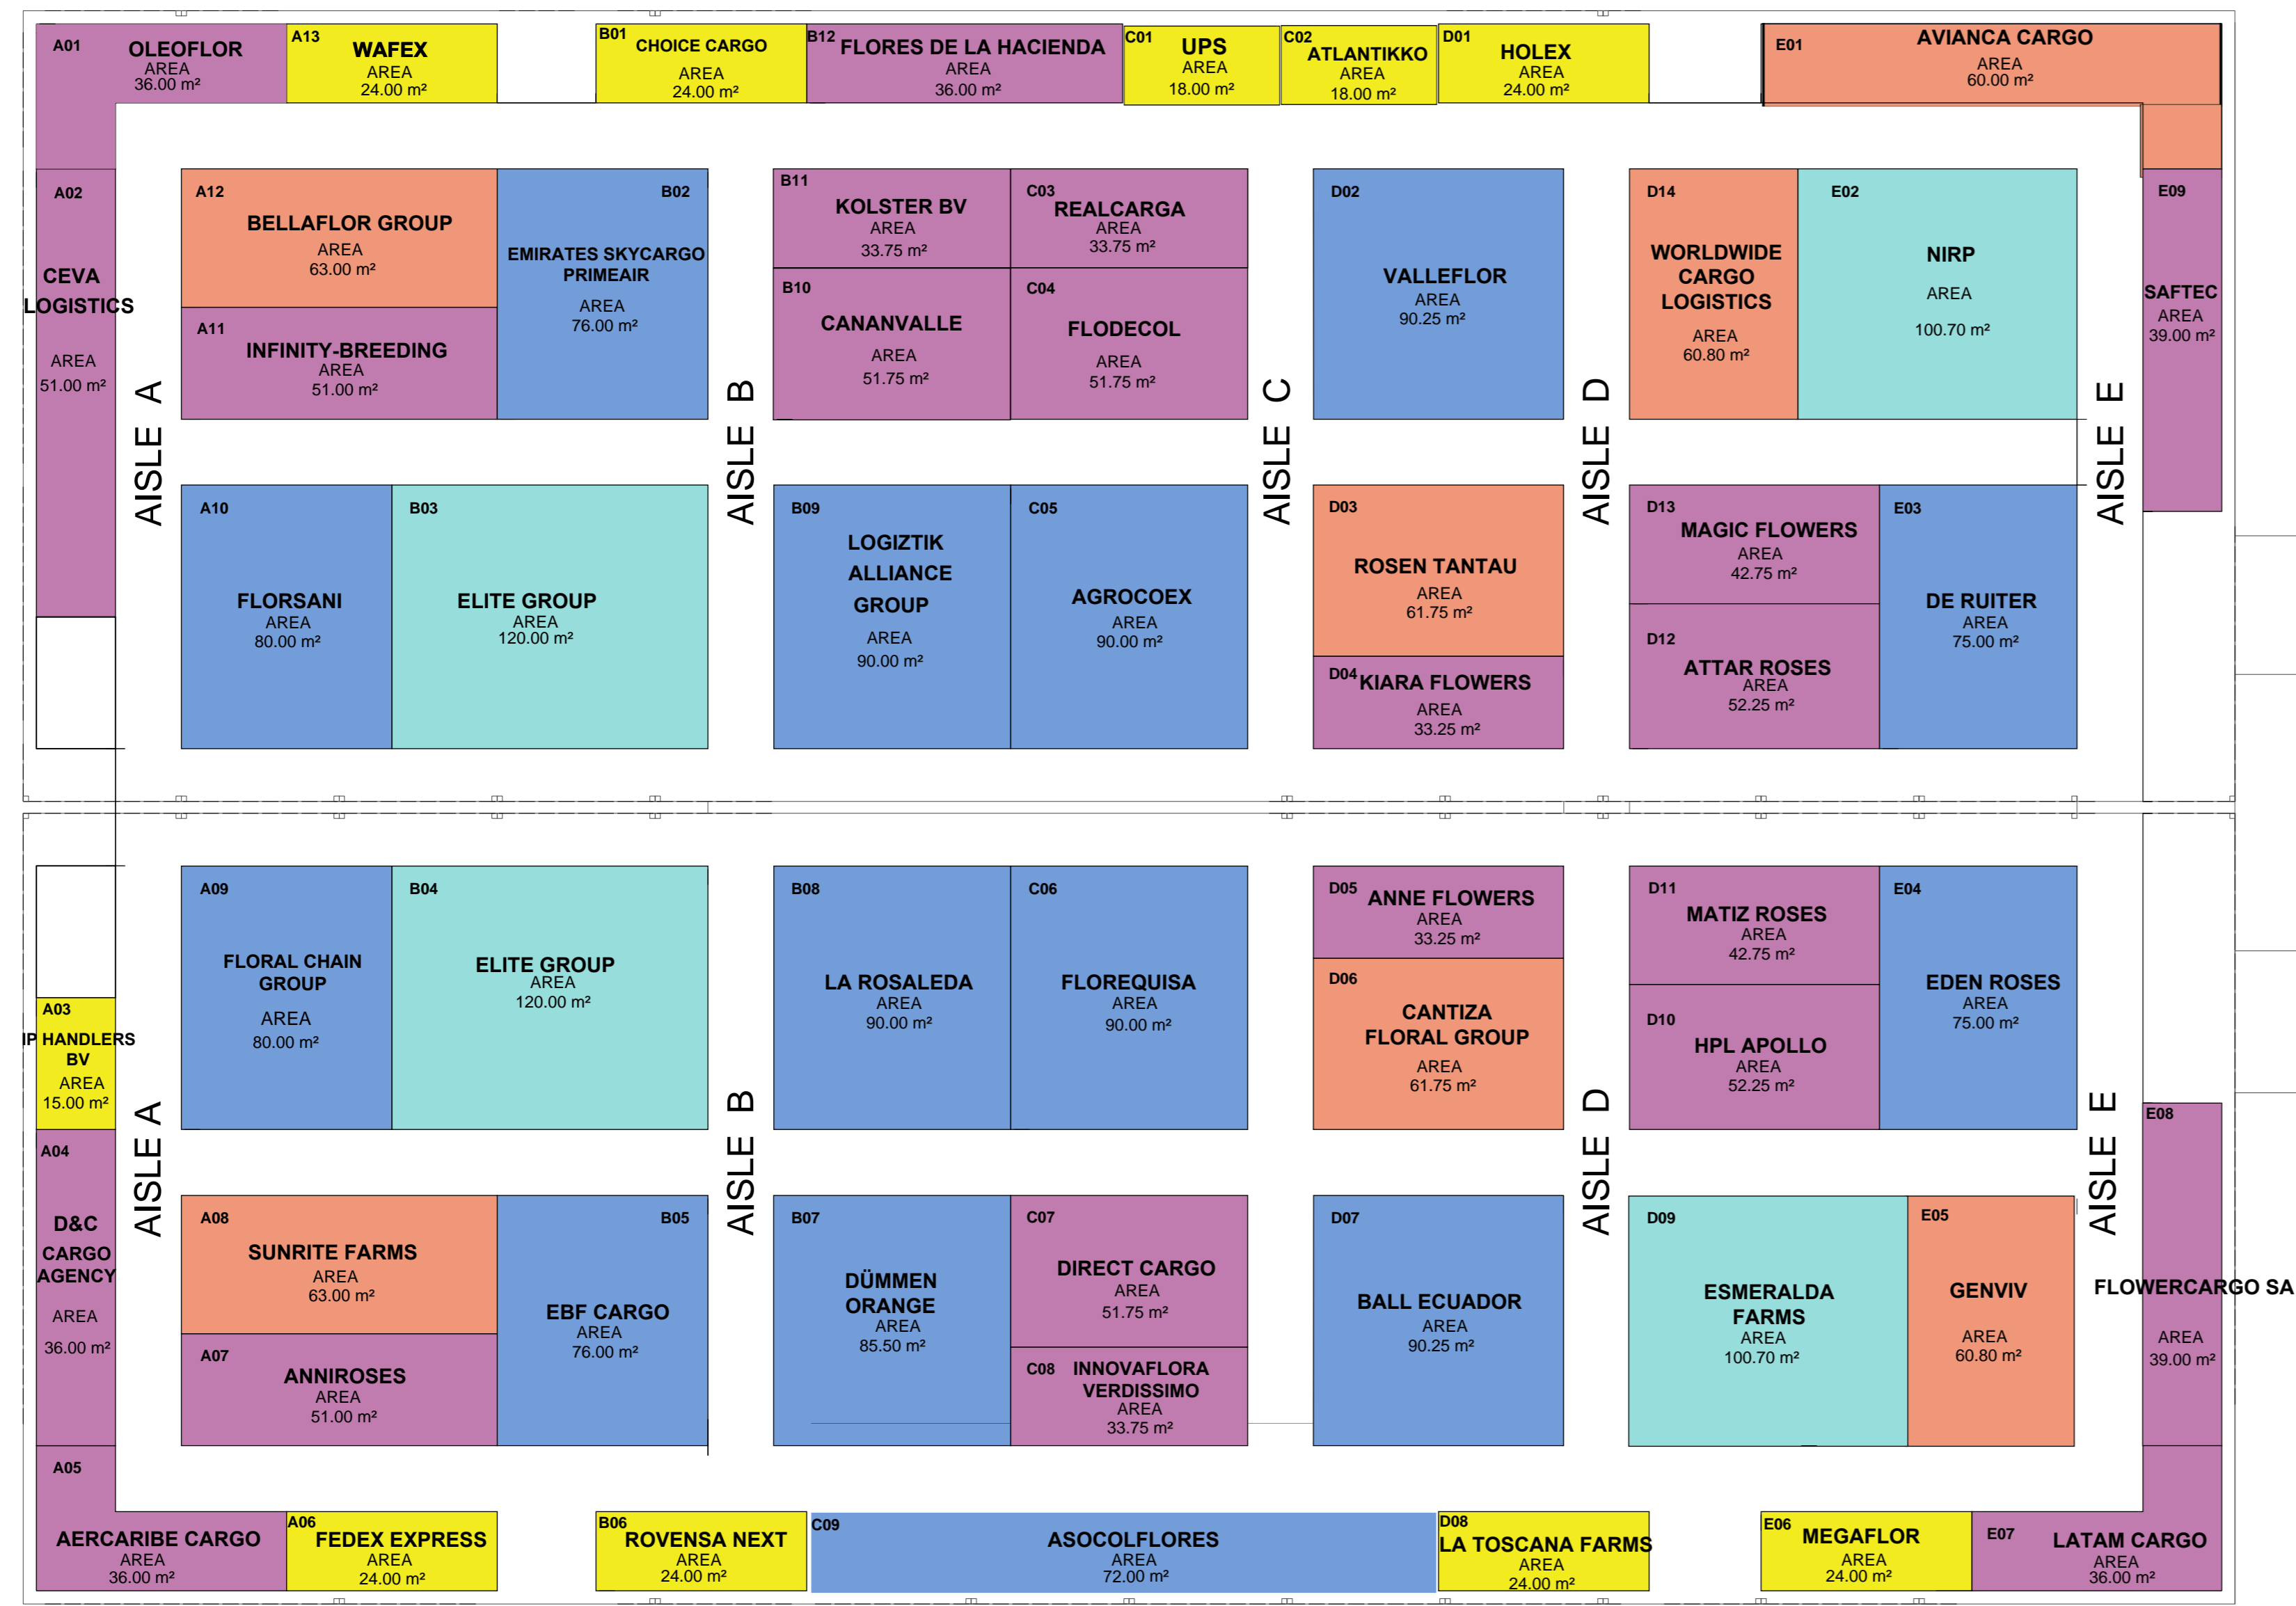 A01
OLEOFLOR
AREA
36.00 m²
A13
WAFEX
AREA
24.00 m²
B01
CHOICE CARGO
AREA
24.00 m²
B12
FLORES DE LA HACIENDA
AREA
36.00 m²
C01
UPS
AREA
18.00 m²
C02
ATLANTIKKO
AREA
18.00 m²
D01
HOLEX
AREA
24.00 m²
E01
AVIANCA CARGO
AREA
60.00 m²
A02
CEVA
LOGISTICS
AREA
51.00 m²
AISLE A
A12
BELLAFLOR GROUP
AREA
63.00 m²
A11
INFINITY-BREEDING
AREA
51.00 m²
B02
EMIRATES SKYCARGO
PRIMEAIR
AREA
76.00 m²
AISLE B
B11
KOLSTER BV
AREA
33.75 m²
C03
REALCARGA
AREA
33.75 m²
B10
CANANVALLE
AREA
51.75 m²
C04
FLODECOL
AREA
51.75 m²
AISLE C
D02
VALLEFLOR
AREA
90.25 m²
AISLE D
D14
WORLDWIDE
CARGO
LOGISTICS
AREA
60.80 m²
E02
NIRP
AREA
100.70 m²
AISLE E
E09
SAFTEC
AREA
39.00 m²
A10
FLORSANI
AREA
80.00 m²
B03
ELITE GROUP
AREA
120.00 m²
B09
LOGIZTIK
ALLIANCE
GROUP
AREA
90.00 m²
C05
AGROCOEX
AREA
90.00 m²
D03
ROSEN TANTAU
AREA
61.75 m²
D04
KIARA FLOWERS
AREA
33.25 m²
D13
MAGIC FLOWERS
AREA
42.75 m²
D12
ATTAR ROSES
AREA
52.25 m²
E03
DE RUITER
AREA
75.00 m²
A03
IP HANDLERS
BV
AREA
15.00 m²
A09
FLORAL CHAIN
GROUP
AREA
80.00 m²
B04
ELITE GROUP
AREA
120.00 m²
B08
LA ROSALEDA
AREA
90.00 m²
C06
FLOREQUISA
AREA
90.00 m²
D05
ANNE FLOWERS
AREA
33.25 m²
D06
CANTIZA
FLORAL GROUP
AREA
61.75 m²
D11
MATIZ ROSES
AREA
42.75 m²
D10
HPL APOLLO
AREA
52.25 m²
E04
EDEN ROSES
AREA
75.00 m²
A04
D&C
CARGO
AGENCY
AREA
36.00 m²
AISLE A
A08
SUNRITE FARMS
AREA
63.00 m²
A07
ANNIROSES
AREA
51.00 m²
B05
EBF CARGO
AREA
76.00 m²
AISLE B
B07
DÜMMEN
ORANGE
AREA
85.50 m²
C07
DIRECT CARGO
AREA
51.75 m²
C08
INNOVAFLORA
VERDISSIMO
AREA
33.75 m²
D07
BALL ECUADOR
AREA
90.25 m²
AISLE D
D09
ESMERALDA
FARMS
AREA
100.70 m²
E05
GENVIV
AREA
60.80 m²
AISLE E
E08
FLOWERCARGO SA
AREA
39.00 m²
A05
AERCARIBE CARGO
AREA
36.00 m²
A06
FEDEX EXPRESS
AREA
24.00 m²
B06
ROVENSA NEXT
AREA
24.00 m²
C09
ASOCOLFLORES
AREA
72.00 m²
D08
LA TOSCANA FARMS
AREA
24.00 m²
E06
MEGAFLOR
AREA
24.00 m²
E07
LATAM CARGO
AREA
36.00 m²